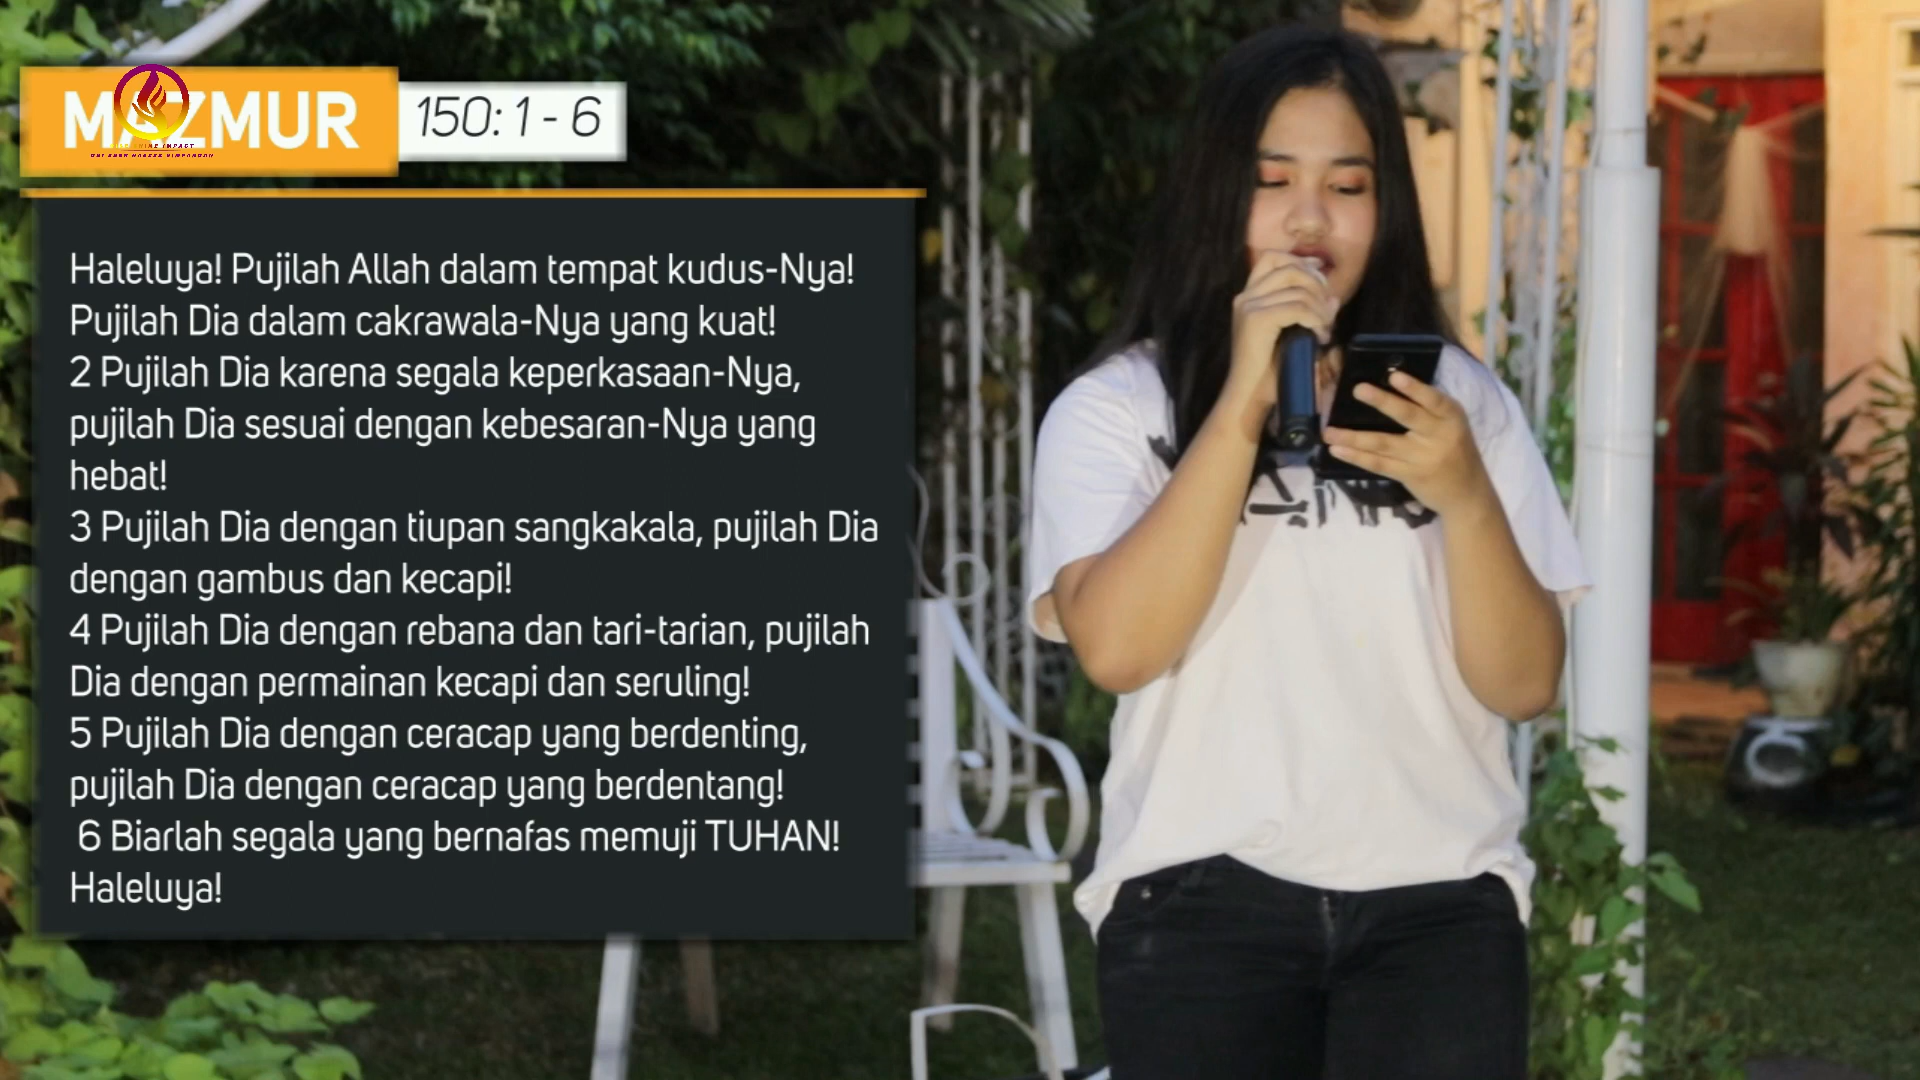 MAZMUR
150: 1 - 6
Haleluya! Pujilah Allah dalam tempat kudus-Nya!
Pujilah Dia dalam cakrawala-Nya yang kuat!
2 Pujilah Dia karena segala keperkasaan-Nya,
pujilah Dia sesuai dengan kebesaran-Nya yang
hebat!
3 Pujilah Dia dengan tiupan sangkakala, pujilah Dia
dengan gambus dan kecapi!
4 Pujilah Dia dengan rebana dan tari-tarian, pujilah
Dia dengan permainan kecapi dan seruling!
5 Pujilah Dia dengan ceracap yang berdenting,
pujilah Dia dengan ceracap yang berdentang!
6 Biarlah segala yang bernafas memuji TUHAN!
Haleluya!